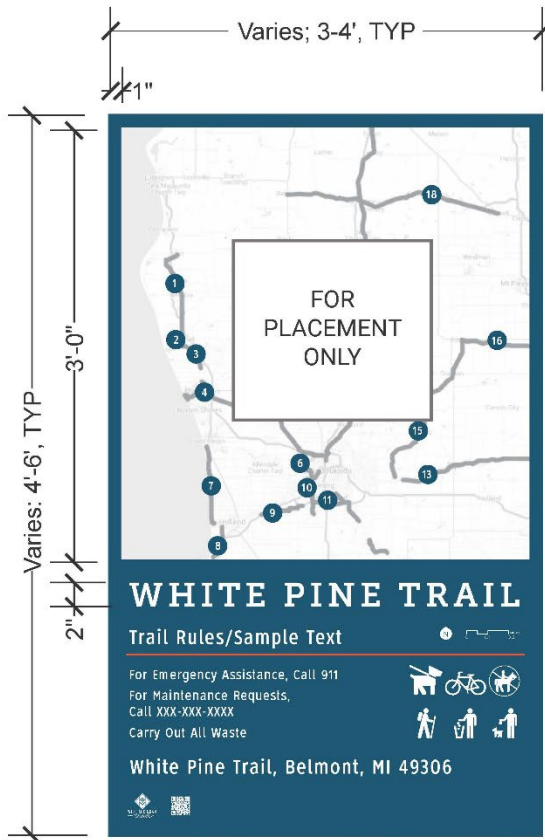 Varies; 3-4', TYP
1"
Varies: 4'-6', TYP
3'-0"
2"
18
1
FOR
PLACEMENT
ONLY
2
16
3
4
15
6
13
7
10
11
9
8
WHITE PINE TRAIL
Trail Rules/Sample Text
N
For Emergency Assistance, Call 911
For Maintenance Requests,
Call XXX-XXX-XXXX
Carry Out All Waste
White Pine Trail, Belmont, MI 49306